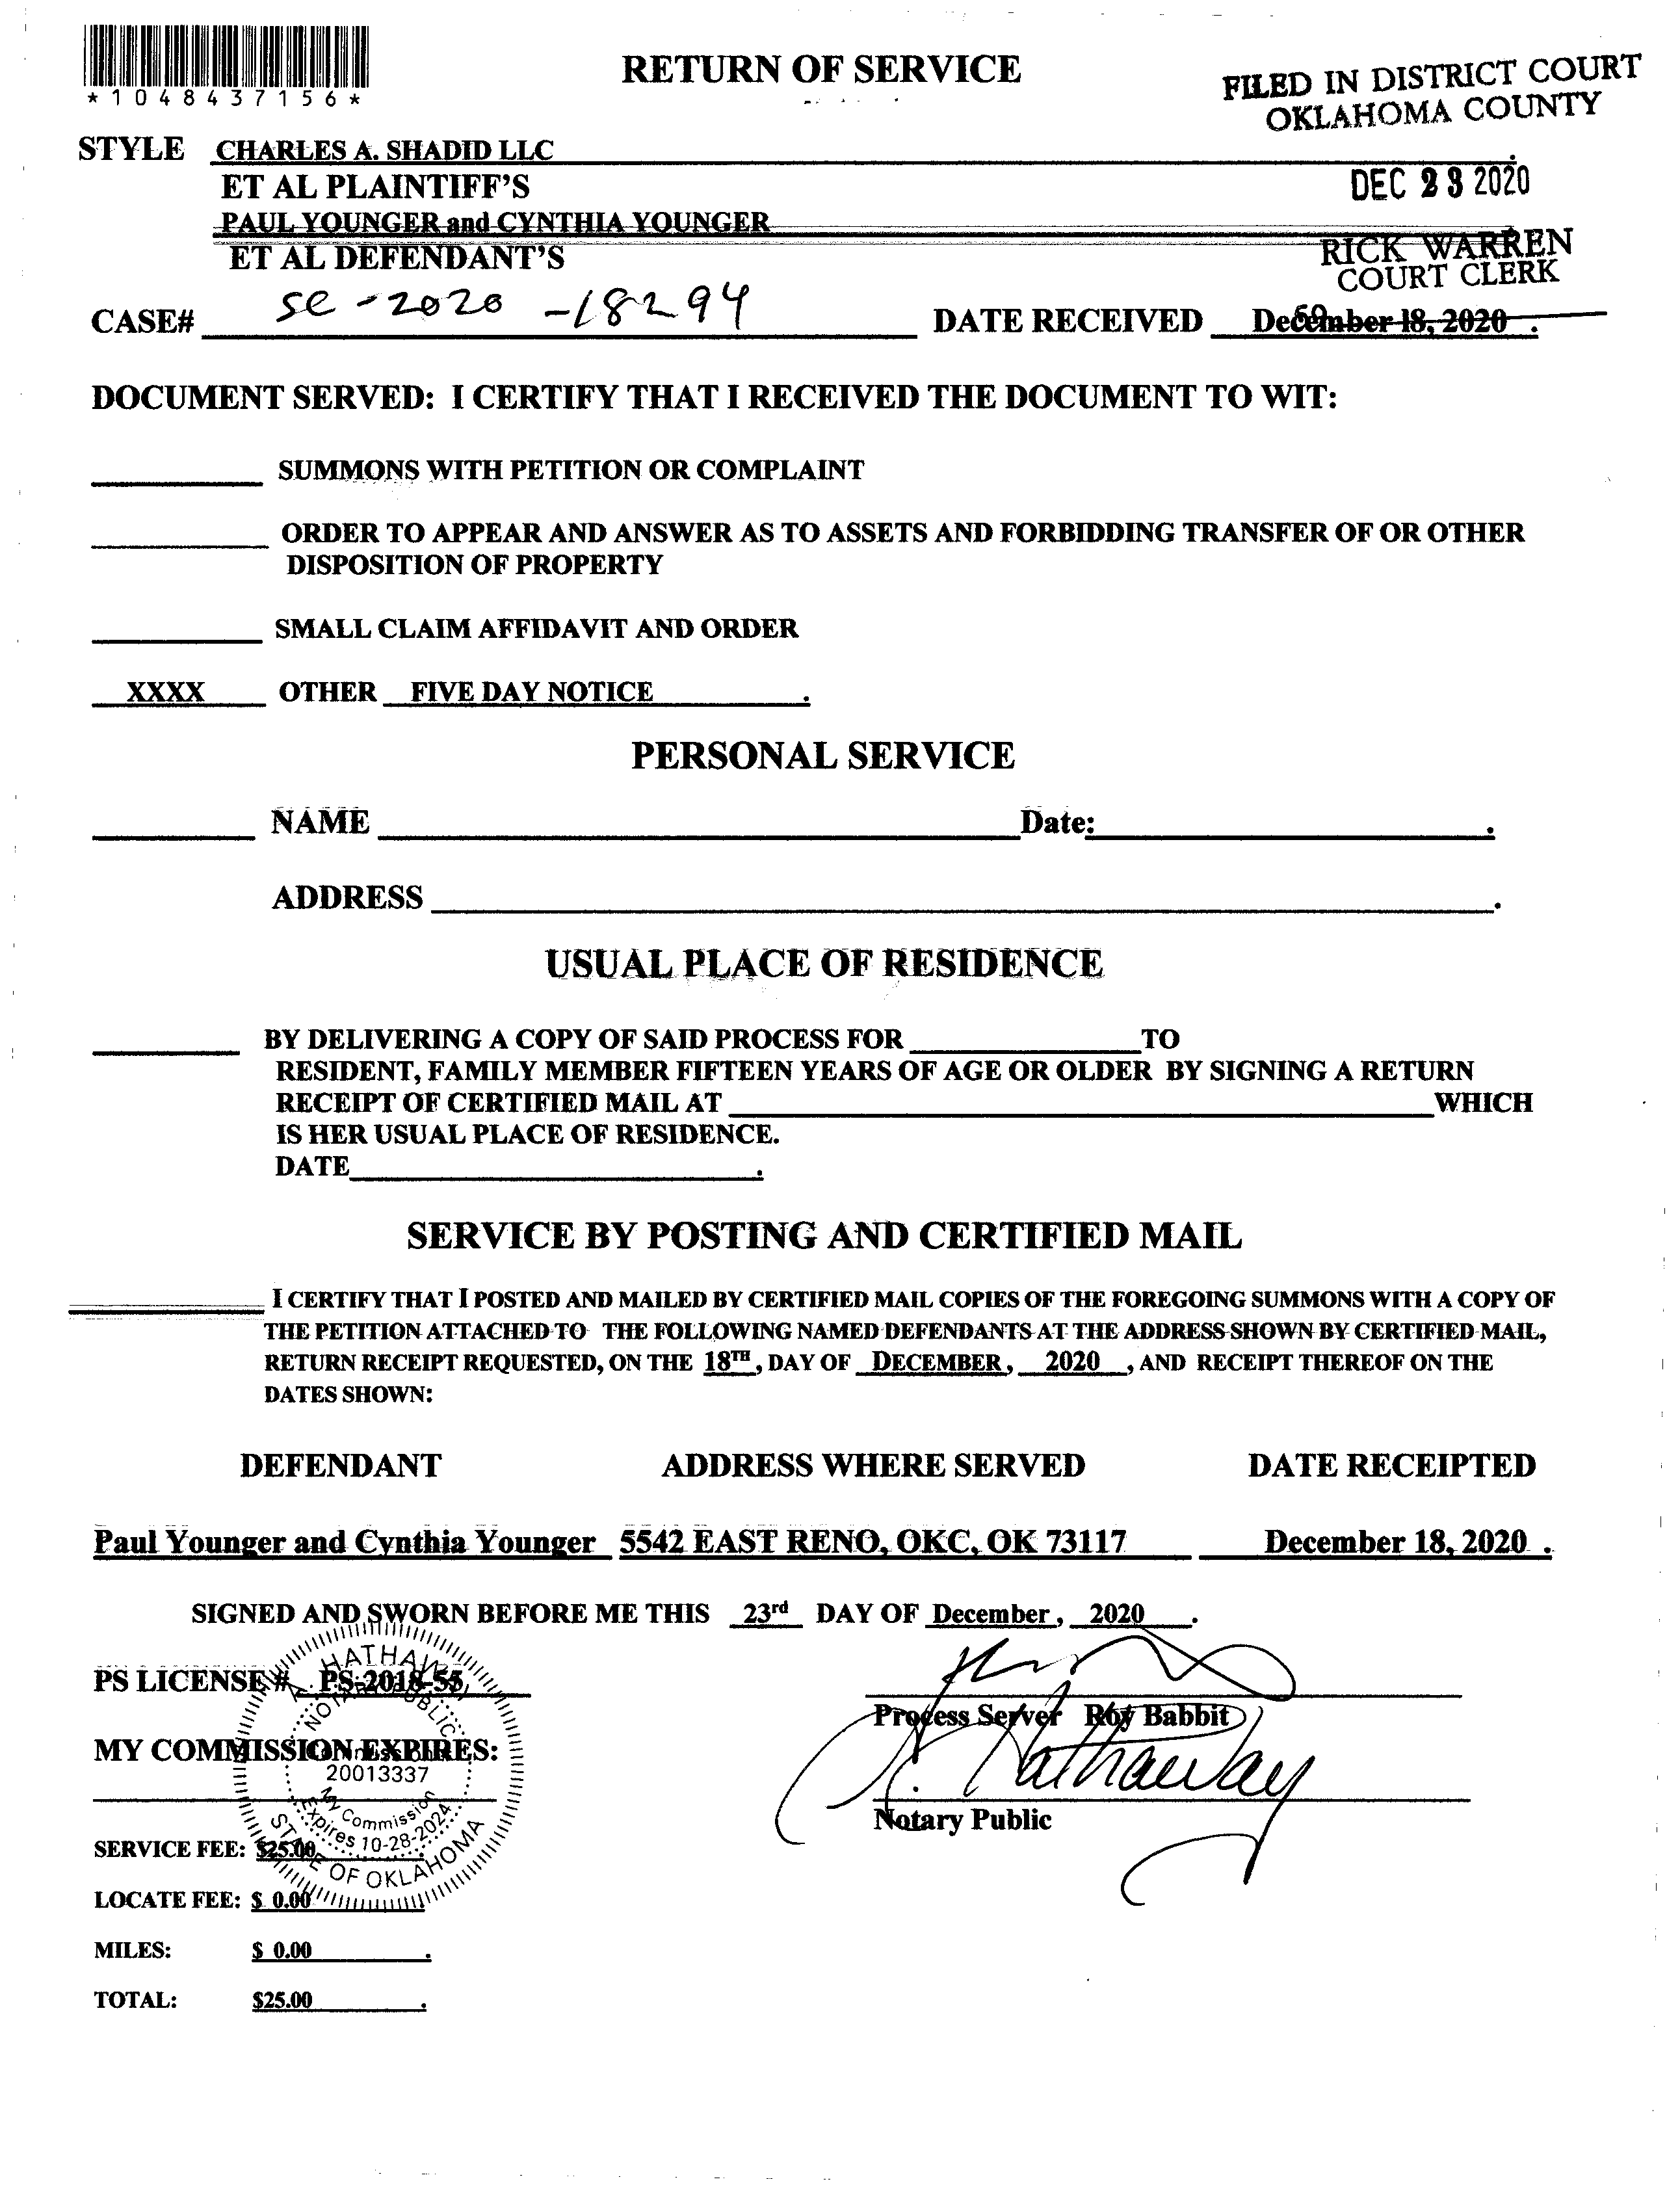 *1048437156*
RETURN OF SERVICE
FILED IN DISTRICT COURT
OKLAHOMA COUNTY
STYLE CHARLES A. SHADID LLC.
ET AL PLAINTIFF'S
DEC 23 2020
PAUL YOUNGER and CYNTHIA YOUNGER
ET AL DEFENDANT'S
RICK WARREN
COURT CLERK
CASE# SC-2020-18294 DATE RECEIVED December 18, 2020.
DOCUMENT SERVED: I CERTIFY THAT I RECEIVED THE DOCUMENT TO WIT:
SUMMONS WITH PETITION OR COMPLAINT
ORDER TO APPEAR AND ANSWER AS TO ASSETS AND FORBIDDING TRANSFER OF OR OTHER
DISPOSITION OF PROPERTY
SMALL CLAIM AFFIDAVIT AND ORDER
XXXX OTHER FIVE DAY NOTICE .
PERSONAL SERVICE
NAME Date: .
ADDRESS .
USUAL PLACE OF RESIDENCE
BY DELIVERING A COPY OF SAID PROCESS FOR TO
RESIDENT, FAMILY MEMBER FIFTEEN YEARS OF AGE OR OLDER BY SIGNING A RETURN
RECEIPT OF CERTIFIED MAIL AT WHICH
IS HER USUAL PLACE OF RESIDENCE.
DATE .
SERVICE BY POSTING AND CERTIFIED MAIL
I CERTIFY THAT I POSTED AND MAILED BY CERTIFIED MAIL COPIES OF THE FOREGOING SUMMONS WITH A COPY OF
THE PETITION ATTACHED TO THE FOLLOWING NAMED DEFENDANTS AT THE ADDRESS SHOWN BY CERTIFIED MAIL,
RETURN RECEIPT REQUESTED, ON THE 18TH, DAY OF DECEMBER, 2020, AND RECEIPT THEREOF ON THE
DATES SHOWN:
DEFENDANT ADDRESS WHERE SERVED DATE RECEIPTED
Paul Younger and Cynthia Younger 5542 EAST RENO, OKC, OK 73117 December 18, 2020.
SIGNED AND SWORN BEFORE ME THIS 23rd DAY OF December, 2020.
PS LICENSE# PS-2018-55
Process Server Roy Babbit
MY COMMISSION EXPIRES:
A. HATHAWAY
NOTARY PUBLIC
20013337
My Commission
Expires 10-28-2024
STATE OF OKLAHOMA
A. Hathaway
Notary Public
SERVICE FEE: $25.00.
LOCATE FEE: $ 0.00
MILES: $ 0.00 .
TOTAL: $25.00 .